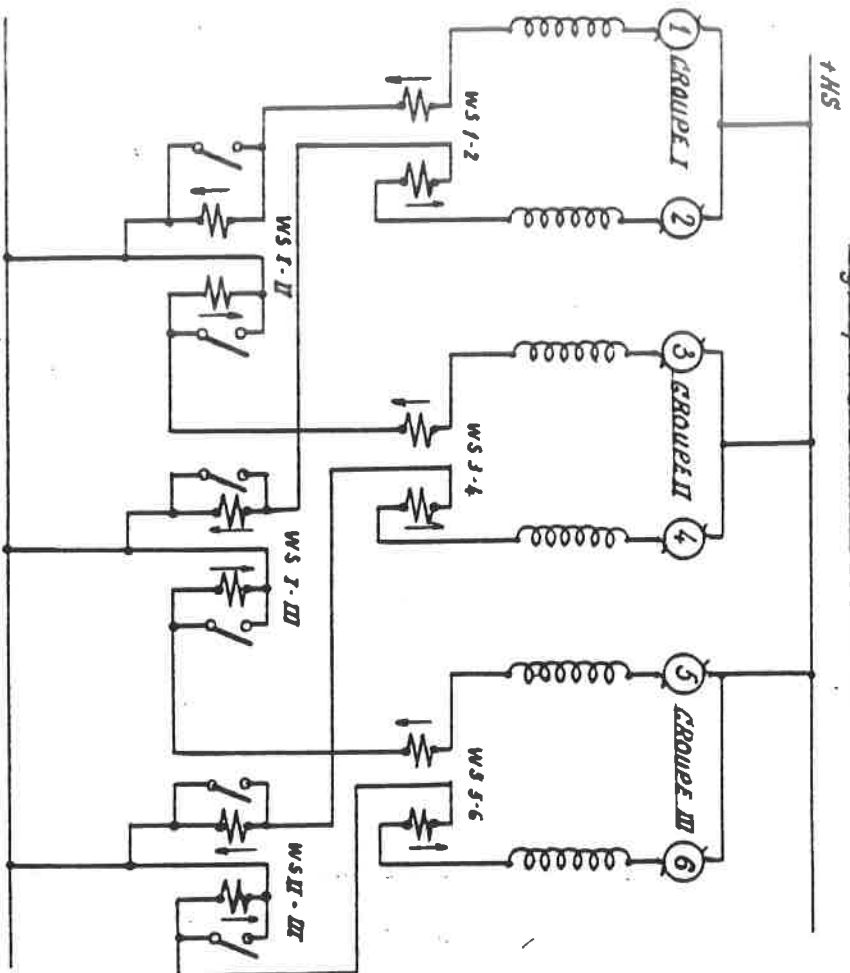 +HS
1
GROUPE I
2
3
GROUPE II
4
5
GROUPE III
6
WS 1-2
WS 3-4
WS 5-6
WS I-II
WS I-III
WS II-III